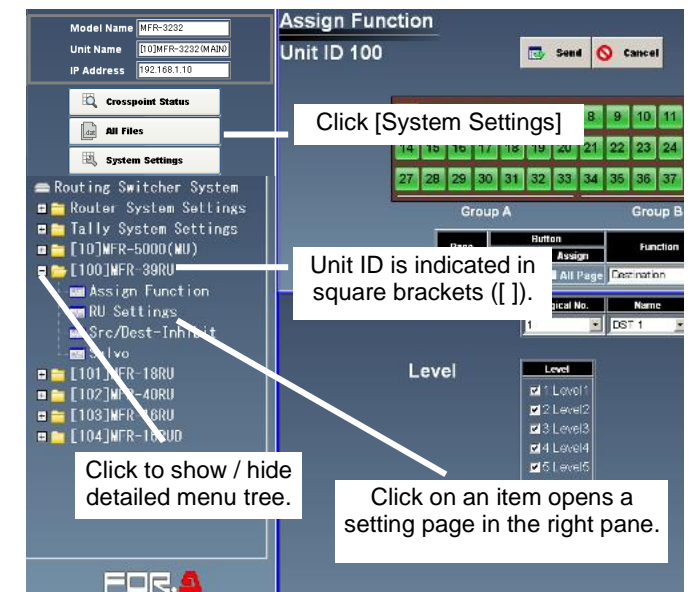 Model Name MFR-3232
Unit Name [10]MFR-3232(MAIN)
IP Address 192.168.1.10
Crosspoint Status
All Files
System Settings
Routing Switcher System
Router System Settings
Tally System Settings
[10]MFR-5000(MU)
[100]MFR-39RU
Assign Function
RU Settings
Src/Dest-Inhibit
Salvo
[101]MFR-18RU
[102]MFR-40RU
[103]MFR-16RU
[104]MFR-16RUD
Click to show / hide
detailed menu tree.
FOR.A
Assign Function
Unit ID 100
Send Cancel
Click [System Settings]
8 9 10 11
14 15 16 17 18 19 20 21 22 23 24
27 28 29 30 31 32 33 34 35 36 37
Group A Group B
Button
Function
Assign
All Page Destination
Unit ID is indicated in
square brackets ([ ]).
No. Name
1 DST 1
Level
Level
1 Level1
2 Level2
3 Level3
4 Level4
5 Level5
Click on an item opens a
setting page in the right pane.